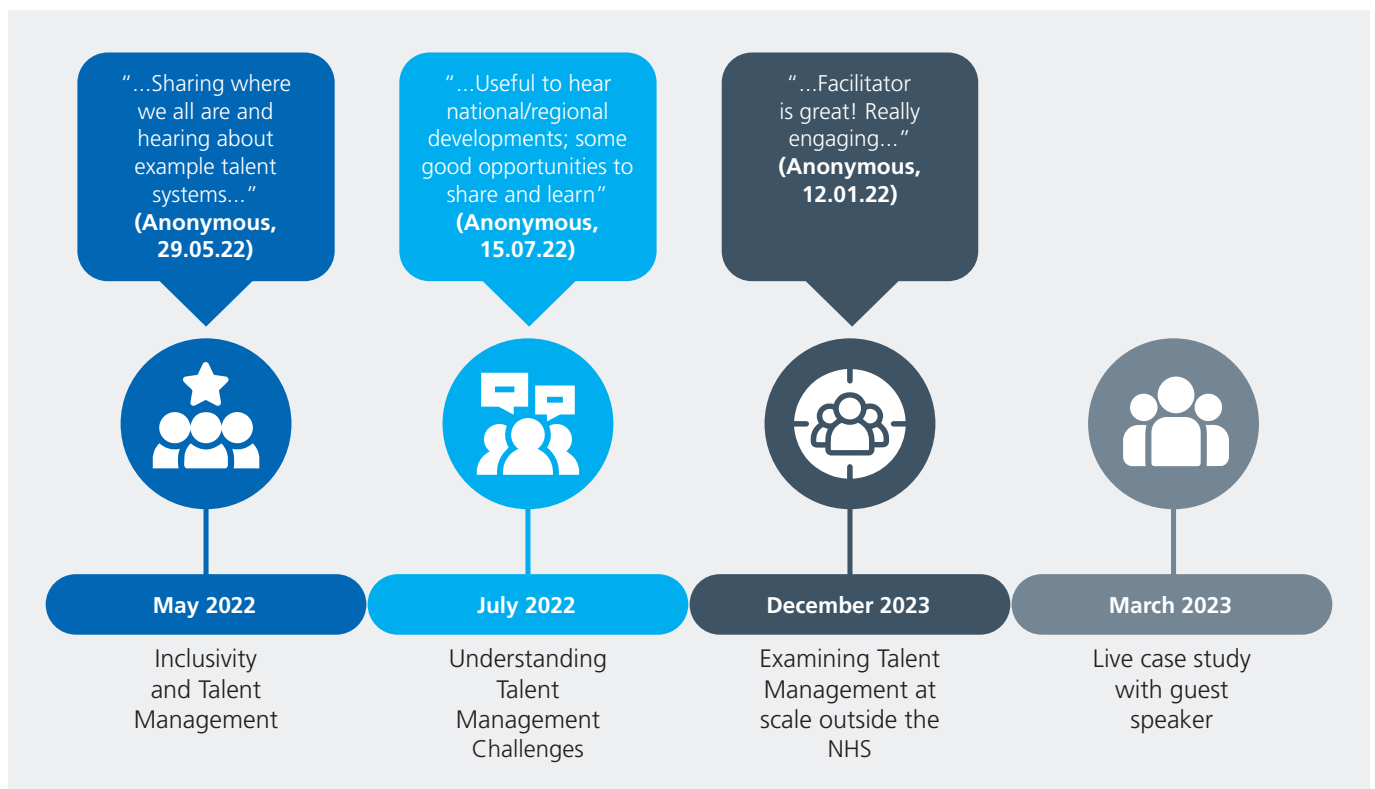 “...Sharing where
we all are and
hearing about
example talent
systems...”
(Anonymous,
29.05.22)
“...Useful to hear
national/regional
developments; some
good opportunities to
share and learn”
(Anonymous,
15.07.22)
“...Facilitator
is great! Really
engaging...”
(Anonymous,
12.01.22)
May 2022
Inclusivity
and Talent
Management
July 2022
Understanding
Talent
Management
Challenges
December 2023
Examining Talent
Management at
scale outside the
NHS
March 2023
Live case study
with guest
speaker